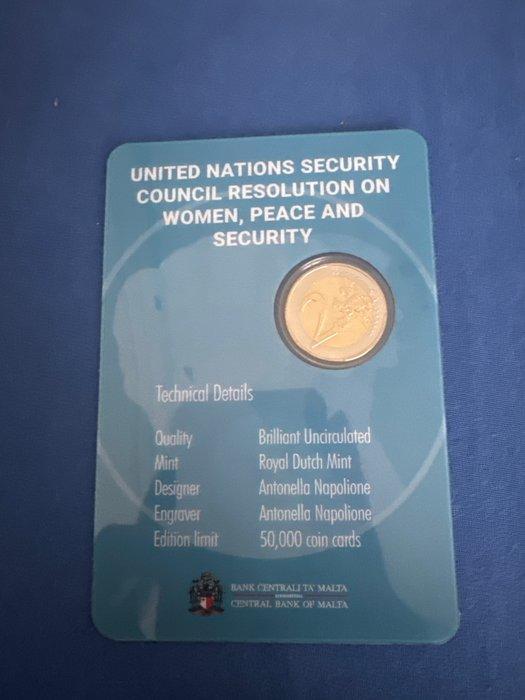 UNITED NATIONS SECURITY
COUNCIL RESOLUTION ON
WOMEN, PEACE AND
SECURITY
2
Technical Details
Quality Brilliant Uncirculated
Mint Royal Dutch Mint
Designer Antonella Napolione
Engraver Antonella Napolione
Edition limit 50,000 coin cards
BANK ĊENTRALI TA' MALTA
CENTRAL BANK OF MALTA